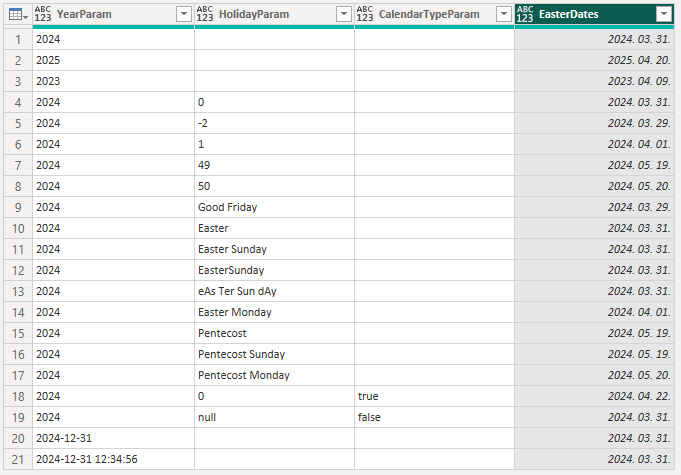 ABC 123 YearParam ABC 123 HolidayParam ABC 123 CalendarTypeParam ABC 123 EasterDates
1 2024 2024. 03. 31.
2 2025 2025. 04. 20.
3 2023 2023. 04. 09.
4 2024 0 2024. 03. 31.
5 2024 -2 2024. 03. 29.
6 2024 1 2024. 04. 01.
7 2024 49 2024. 05. 19.
8 2024 50 2024. 05. 20.
9 2024 Good Friday 2024. 03. 29.
10 2024 Easter 2024. 03. 31.
11 2024 Easter Sunday 2024. 03. 31.
12 2024 EasterSunday 2024. 03. 31.
13 2024 eAs Ter Sun dAy 2024. 03. 31.
14 2024 Easter Monday 2024. 04. 01.
15 2024 Pentecost 2024. 05. 19.
16 2024 Pentecost Sunday 2024. 05. 19.
17 2024 Pentecost Monday 2024. 05. 20.
18 2024 0 true 2024. 04. 22.
19 2024 null false 2024. 03. 31.
20 2024-12-31 2024. 03. 31.
21 2024-12-31 12:34:56 2024. 03. 31.